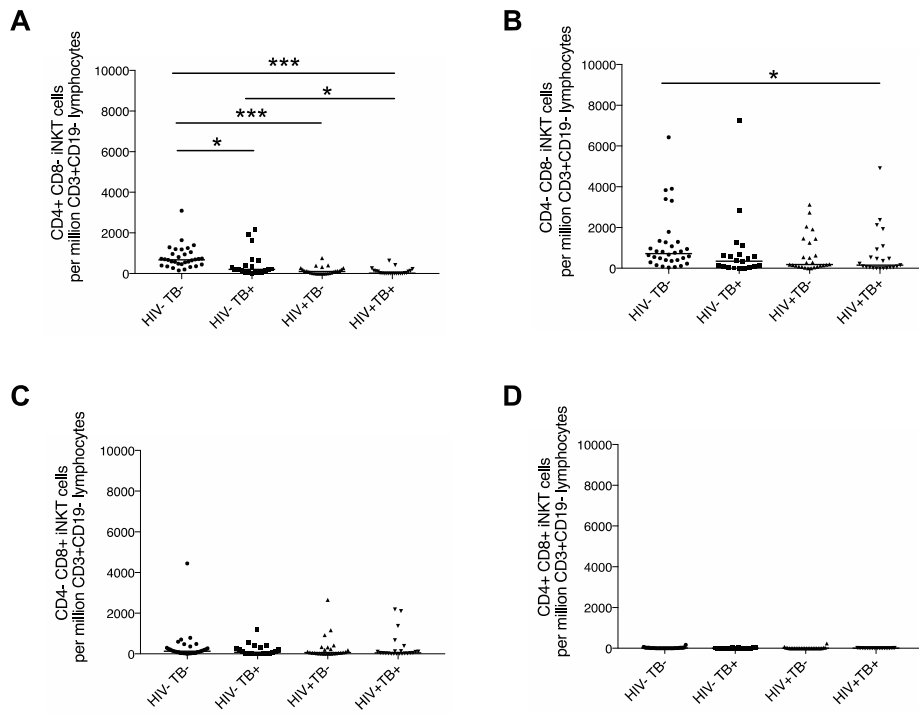 A
CD4+ CD8- iNKT cells
per million CD3+CD19- lymphocytes
10000
8000
6000
4000
2000
0
***
*
***
*
HIV- TB-
HIV- TB+
HIV+TB-
HIV+TB+
B
CD4- CD8- iNKT cells
per million CD3+CD19- lymphocytes
10000
8000
6000
4000
2000
0
*
HIV- TB-
HIV- TB+
HIV+TB-
HIV+TB+
C
CD4- CD8+ iNKT cells
per million CD3+CD19- lymphocytes
10000
8000
6000
4000
2000
0
HIV- TB-
HIV- TB+
HIV+TB-
HIV+TB+
D
CD4+ CD8+ iNKT cells
per million CD3+CD19- lymphocytes
10000
8000
6000
4000
2000
0
HIV- TB-
HIV- TB+
HIV+TB-
HIV+TB+